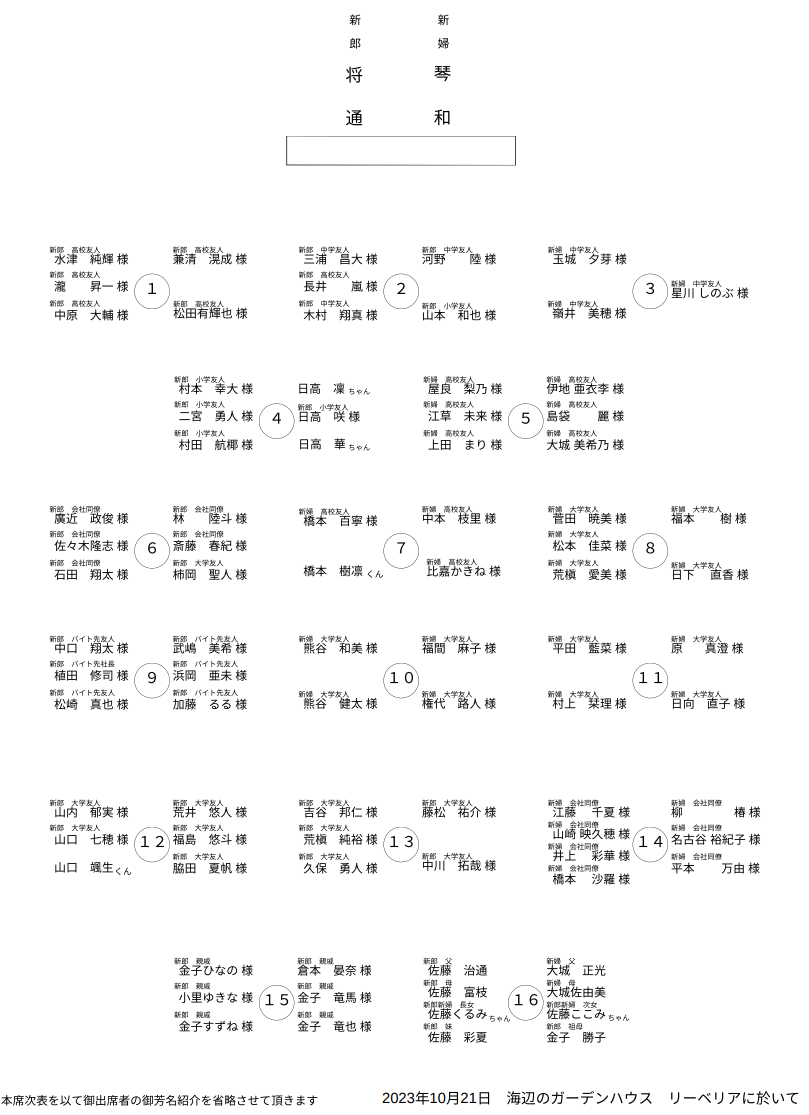 新郎 将通
新婦 琴和
新郎　高校友人
水津　純輝 様
新郎　高校友人
瀧　　昇一 様
新郎　高校友人
中原　大輔 様
1
新郎　高校友人
兼清　滉成 様
新郎　高校友人
松田有輝也 様
新郎　中学友人
三浦　昌大 様
新郎　高校友人
長井　　嵐 様
新郎　中学友人
木村　翔真 様
2
新郎　中学友人
河野　　陸 様
新郎　小学友人
山本　和也 様
新婦　中学友人
玉城　夕芽 様
新婦　中学友人
嶺井　美穂 様
3
新婦　中学友人
星川 しのぶ 様
新郎　小学友人
村本　幸大 様
新郎　小学友人
二宮　勇人 様
新郎　小学友人
村田　航椰 様
4
日高　凜 ちゃん
新郎　小学友人
日高　咲 様
日高　華 ちゃん
新婦　高校友人
屋良　梨乃 様
新婦　高校友人
江草　未来 様
新婦　高校友人
上田　まり 様
5
新婦　高校友人
伊地 亜衣李 様
新婦　高校友人
島袋　　麗 様
新婦　高校友人
大城 美希乃 様
新郎　会社同僚
廣近　政俊 様
新郎　会社同僚
佐々木隆志 様
新郎　会社同僚
石田　翔太 様
6
新郎　会社同僚
林　　陸斗 様
新郎　会社同僚
斎藤　春紀 様
新郎　大学友人
柿岡　聖人 様
新婦　高校友人
橋本　百寧 様
橋本　樹凛 くん
7
新婦　高校友人
中本　枝里 様
新婦　高校友人
比嘉かきね 様
新婦　大学友人
菅田　暁美 様
新婦　大学友人
松本　佳菜 様
新婦　大学友人
荒槇　愛美 様
8
新婦　大学友人
福本　　樹 様
新婦　大学友人
日下　直香 様
新郎　バイト先友人
中口　翔太 様
新郎　バイト先社長
植田　修司 様
新郎　バイト先友人
松崎　真也 様
9
新郎　バイト先友人
武嶋　美希 様
新郎　バイト先友人
浜岡　亜未 様
新郎　バイト先友人
加藤　るる 様
新婦　大学友人
熊谷　和美 様
新婦　大学友人
熊谷　健太 様
10
新婦　大学友人
福間　麻子 様
新婦　大学友人
権代　路人 様
新婦　大学友人
平田　藍菜 様
新婦　大学友人
村上　栞理 様
11
新婦　大学友人
原　　真澄 様
新婦　大学友人
日向　直子 様
新郎　大学友人
山内　郁実 様
新郎　大学友人
山口　七穂 様
山口　颯生くん
12
新郎　大学友人
荒井　悠人 様
新郎　大学友人
福島　悠斗 様
新郎　大学友人
脇田　夏帆 様
新郎　大学友人
吉谷　邦仁 様
新郎　大学友人
荒槇　純裕 様
新郎　大学友人
久保　勇人 様
13
新郎　大学友人
藤松　祐介 様
新郎　大学友人
中川　拓哉 様
新婦　会社同僚
江藤　千夏 様
新婦　会社同僚
山崎 映久穂 様
新婦　会社同僚
井上　彩華 様
新婦　会社同僚
橋本　沙羅 様
14
新婦　会社同僚
柳　　　　椿 様
新婦　会社同僚
名古谷 裕紀子 様
新婦　会社同僚
平本　　万由 様
新郎　親戚
金子ひなの 様
新郎　親戚
小里ゆきな 様
新郎　親戚
金子すずね 様
15
新郎　親戚
倉本　晏奈 様
新郎　親戚
金子　竜馬 様
新郎　親戚
金子　竜也 様
新郎　父
佐藤　治通
新郎　母
佐藤　富枝
新郎新婦　長女
佐藤くるみちゃん
新郎　妹
佐藤　彩夏
16
新婦　父
大城　正光
新婦　母
大城佐由美
新郎新婦　次女
佐藤ここみちゃん
新郎　祖母
金子　勝子
本席次表を以て御出席者の御芳名紹介を省略させて頂きます
2023年10月21日　海辺のガーデンハウス　リーベリアに於いて